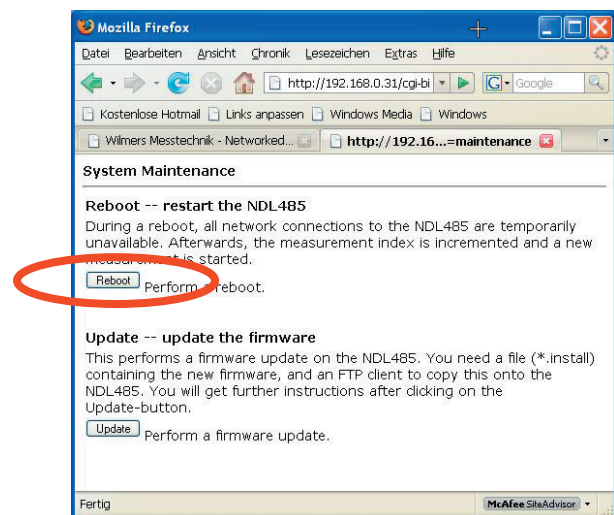 Mozilla Firefox
Datei Bearbeiten Ansicht Chronik Lesezeichen Extras Hilfe
http://192.168.0.31/cgi-bi G Google
Kostenlose Hotmail Links anpassen Windows Media Windows
Wilmers Messtechnik - Networked... http://192.16...=maintenance
System Maintenance
Reboot -- restart the NDL485
During a reboot, all network connections to the NDL485 are temporarily
unavailable. Afterwards, the measurement index is incremented and a new
measurement is started.
Reboot Perform a reboot.
Update -- update the firmware
This performs a firmware update on the NDL485. You need a file (*.install)
containing the new firmware, and an FTP client to copy this onto the
NDL485. You will get further instructions after clicking on the
Update-button.
Update Perform a firmware update.
Fertig McAfee SiteAdvisor